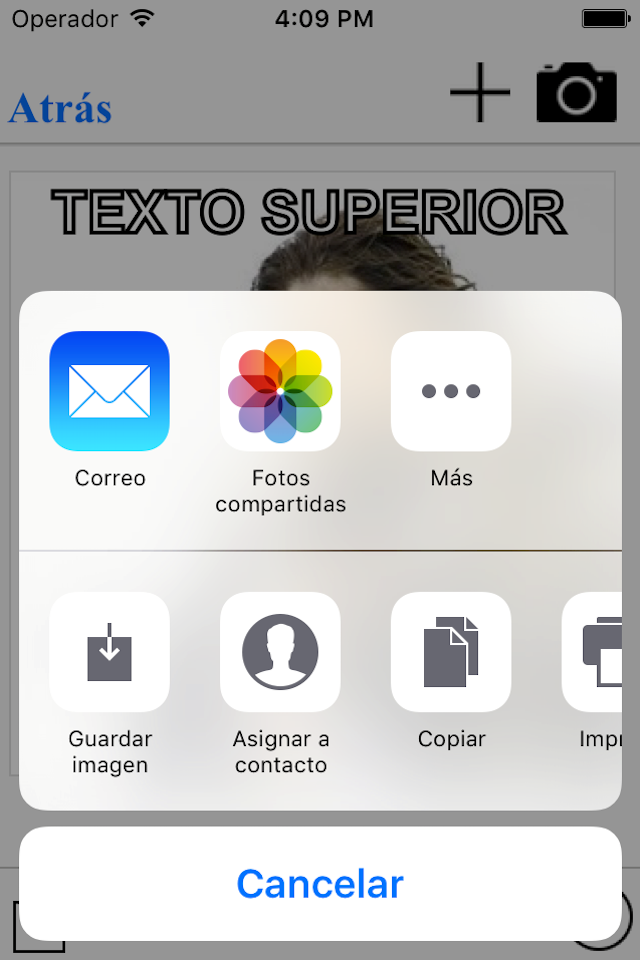 Operador 4:09 PM
Atrás
TEXTO SUPERIOR
Correo
Fotos
compartidas
Más
Guardar
imagen
Asignar a
contacto
Copiar
Impr
Cancelar